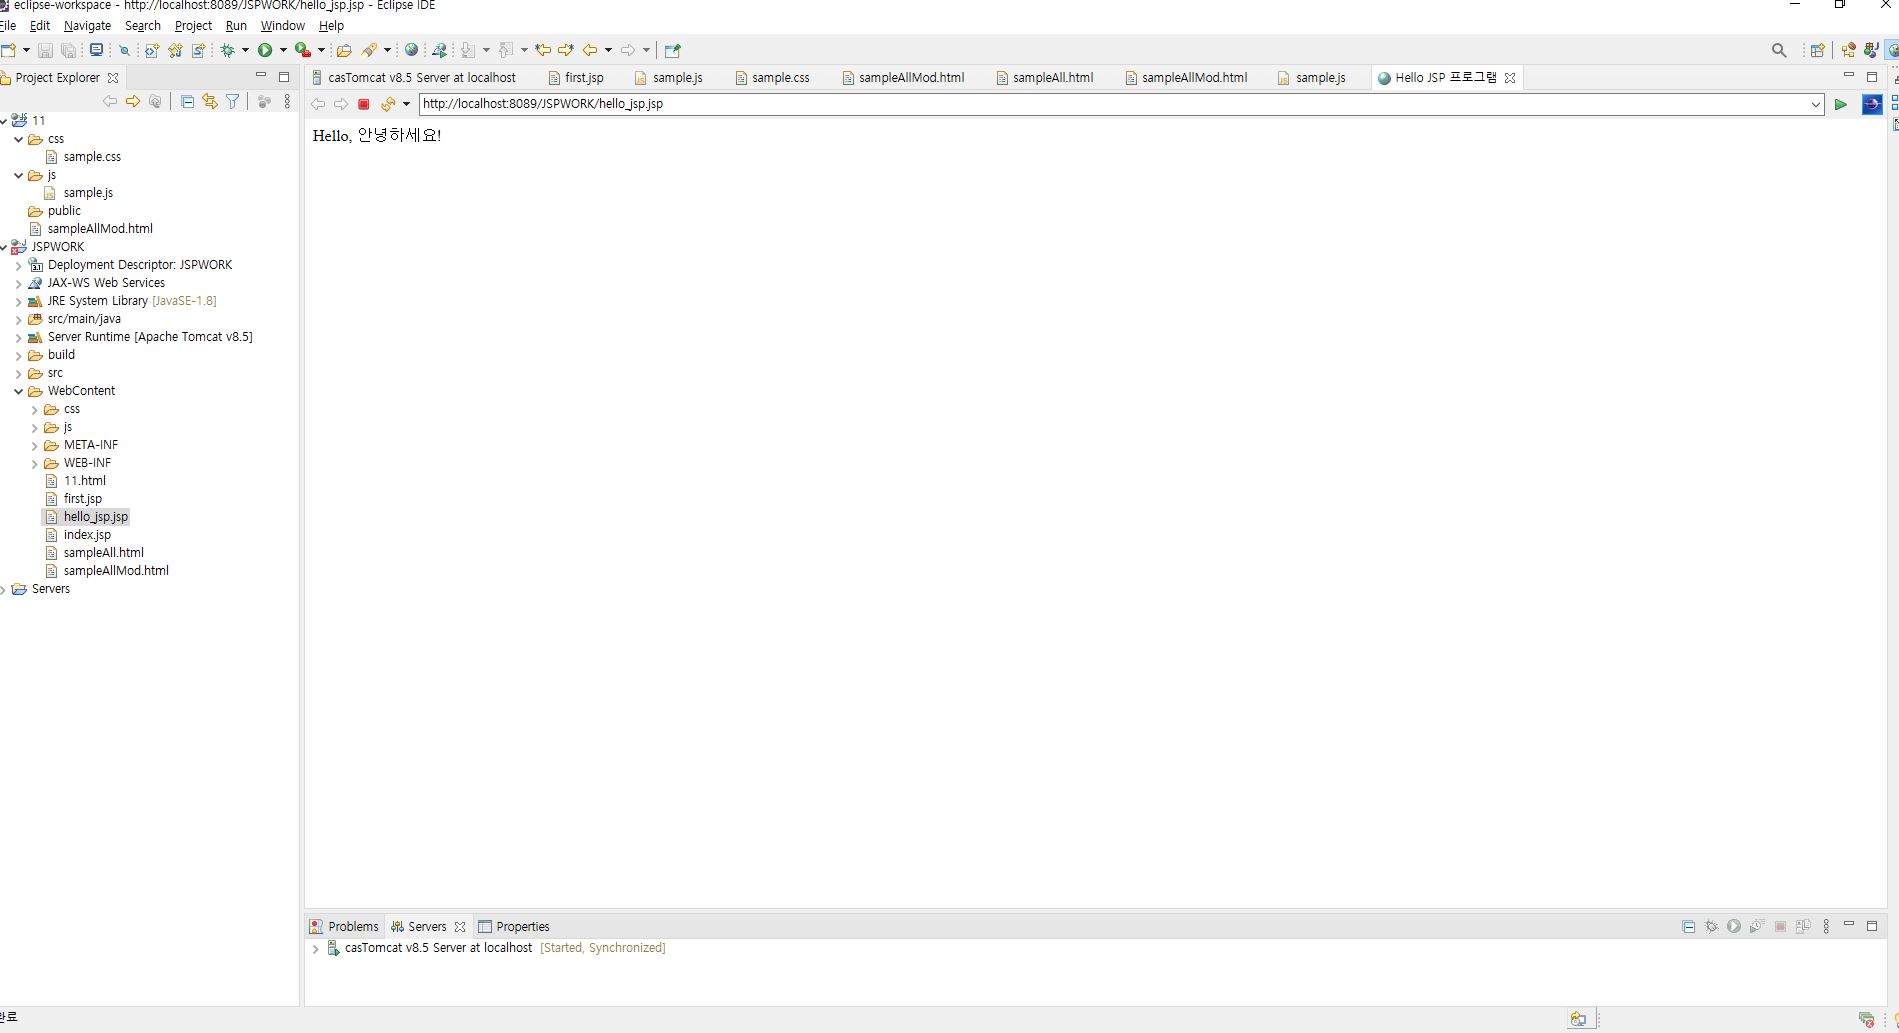 eclipse-workspace - http://localhost:8089/JSPWORK/hello_jsp.jsp - Eclipse IDE
File Edit Navigate Search Project Run Window Help
Project Explorer
casTomcat v8.5 Server at localhost first.jsp sample.js sample.css sampleAllMod.html sampleAll.html sampleAllMod.html sample.js Hello JSP 프로그램
http://localhost:8089/JSPWORK/hello_jsp.jsp
Hello, 안녕하세요!
11
css
sample.css
js
sample.js
public
sampleAllMod.html
JSPWORK
Deployment Descriptor: JSPWORK
JAX-WS Web Services
JRE System Library [JavaSE-1.8]
src/main/java
Server Runtime [Apache Tomcat v8.5]
build
src
WebContent
css
js
META-INF
WEB-INF
11.html
first.jsp
hello_jsp.jsp
index.jsp
sampleAll.html
sampleAllMod.html
Servers
Problems Servers Properties
casTomcat v8.5 Server at localhost [Started, Synchronized]
완료